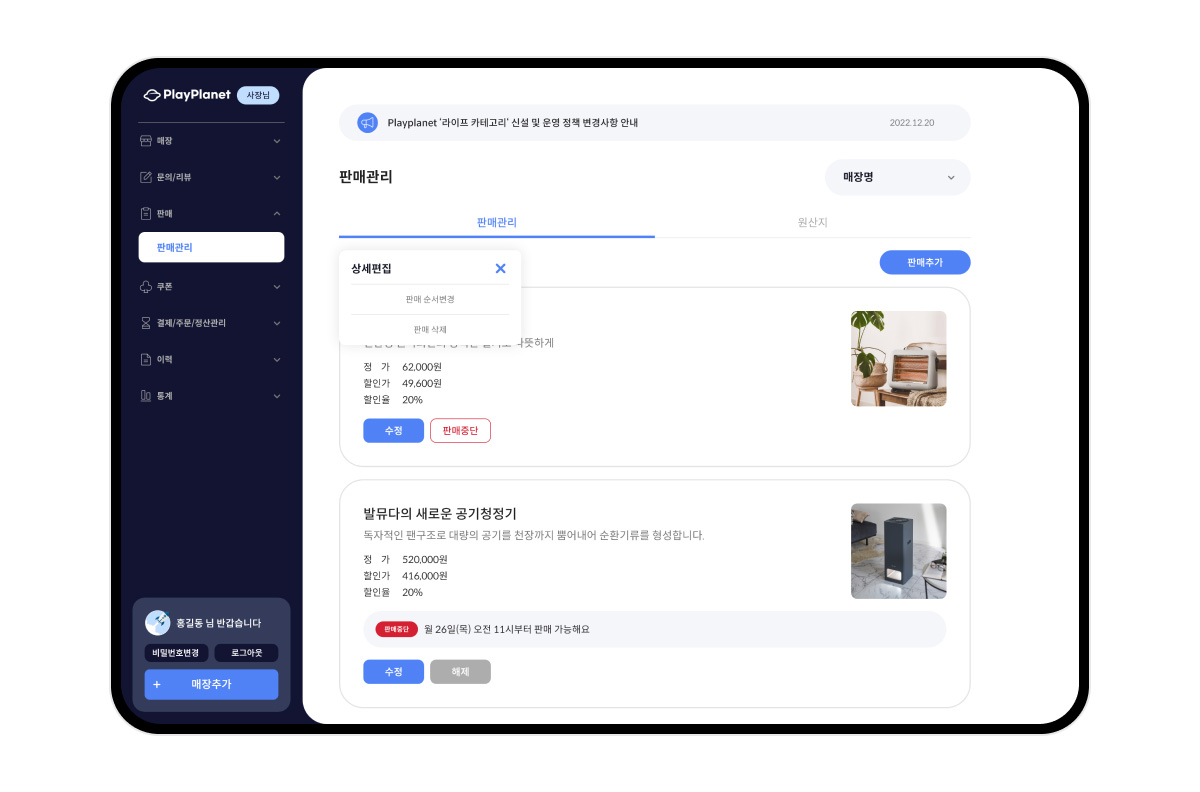 PlayPlanet 사장님
매장
문의/리뷰
판매
판매관리
쿠폰
결제/주문/정산관리
이력
통계
홍길동 님 반갑습니다
비밀번호변경 로그아웃
+ 매장추가
Playplanet '라이프 카테고리' 신설 및 운영 정책 변경사항 안내 2022.12.20
판매관리 매장명
판매관리 원산지
판매추가
상세편집
판매 순서변경
판매 삭제
따뜻하게
정 가 62,000원
할인가 49,600원
할인율 20%
수정 판매중단
발뮤다의 새로운 공기청정기
독자적인 팬구조로 대량의 공기를 천장까지 뿜어내어 순환기류를 형성합니다.
정 가 520,000원
할인가 416,000원
할인율 20%
판매중단 월 26일(목) 오전 11시부터 판매 가능해요
수정 해제